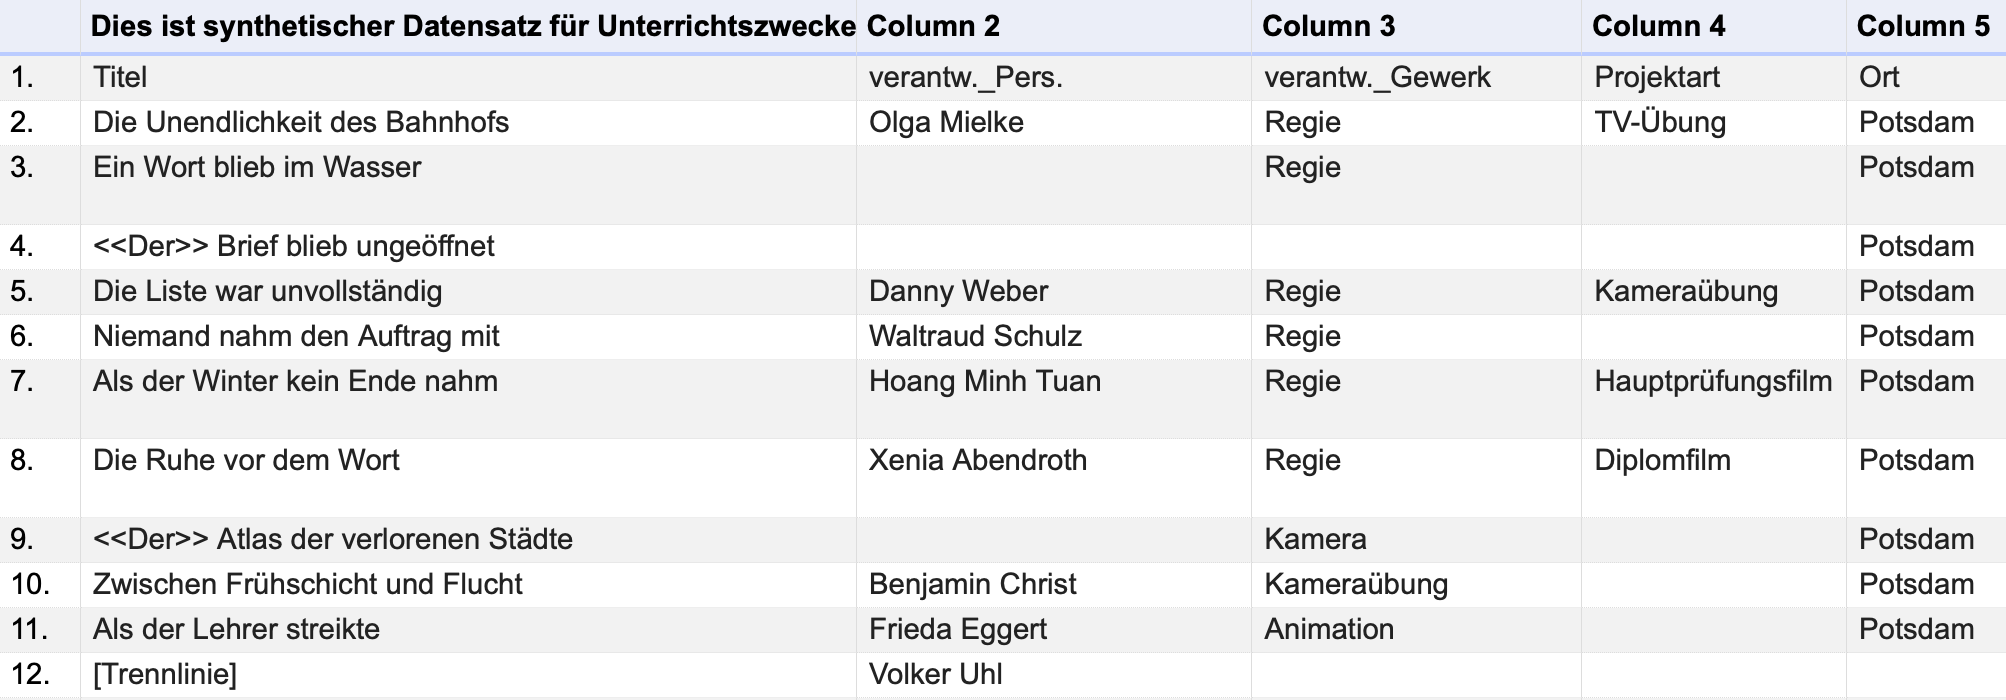 Dies ist synthetischer Datensatz für Unterrichtszwecke Column 2 Column 3 Column 4 Column 5
1. Titel verantw._Pers. verantw._Gewerk Projektart Ort
2. Die Unendlichkeit des Bahnhofs Olga Mielke Regie TV-Übung Potsdam
3. Ein Wort blieb im Wasser Regie Potsdam
4. <<Der>> Brief blieb ungeöffnet Potsdam
5. Die Liste war unvollständig Danny Weber Regie Kameraübung Potsdam
6. Niemand nahm den Auftrag mit Waltraud Schulz Regie Potsdam
7. Als der Winter kein Ende nahm Hoang Minh Tuan Regie Hauptprüfungsfilm Potsdam
8. Die Ruhe vor dem Wort Xenia Abendroth Regie Diplomfilm Potsdam
9. <<Der>> Atlas der verlorenen Städte Kamera Potsdam
10. Zwischen Frühschicht und Flucht Benjamin Christ Kameraübung Potsdam
11. Als der Lehrer streikte Frieda Eggert Animation Potsdam
12. [Trennlinie] Volker Uhl